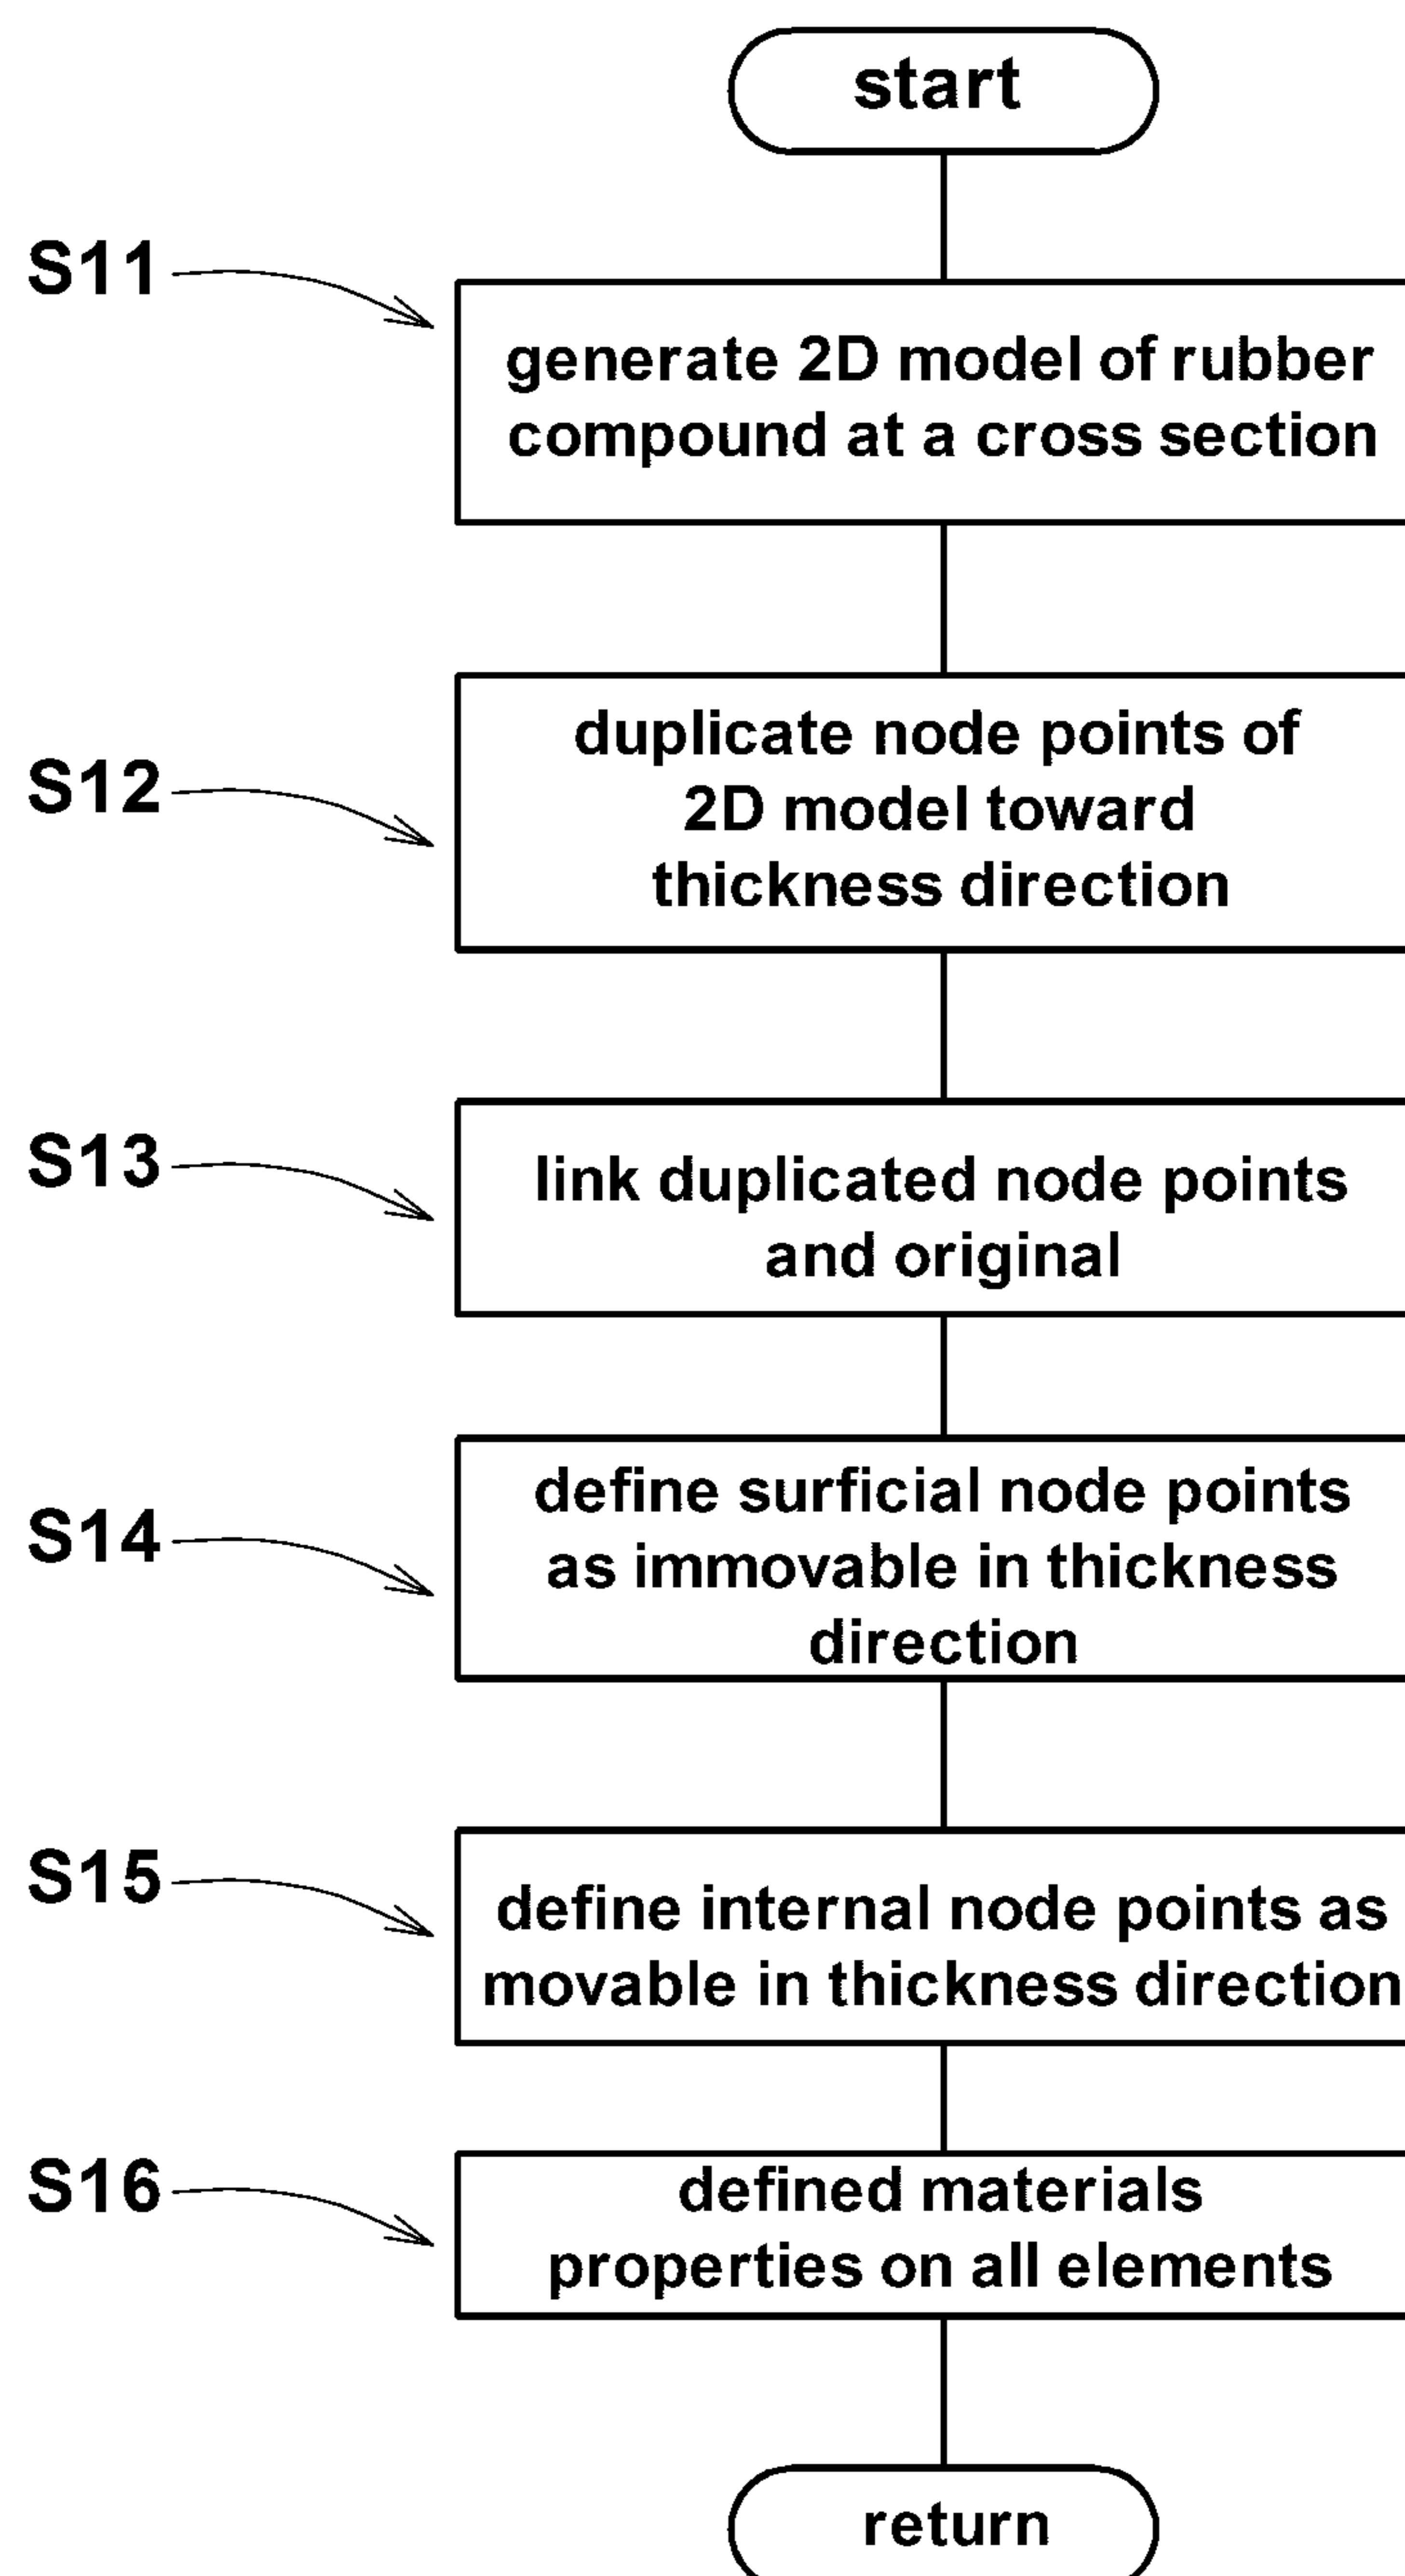 start
S11
generate 2D model of rubber
compound at a cross section
S12
duplicate node points of
2D model toward
thickness direction
S13
link duplicated node points
and original
S14
define surficial node points
as immovable in thickness
direction
S15
define internal node points as
movable in thickness direction
S16
defined materials
properties on all elements
return